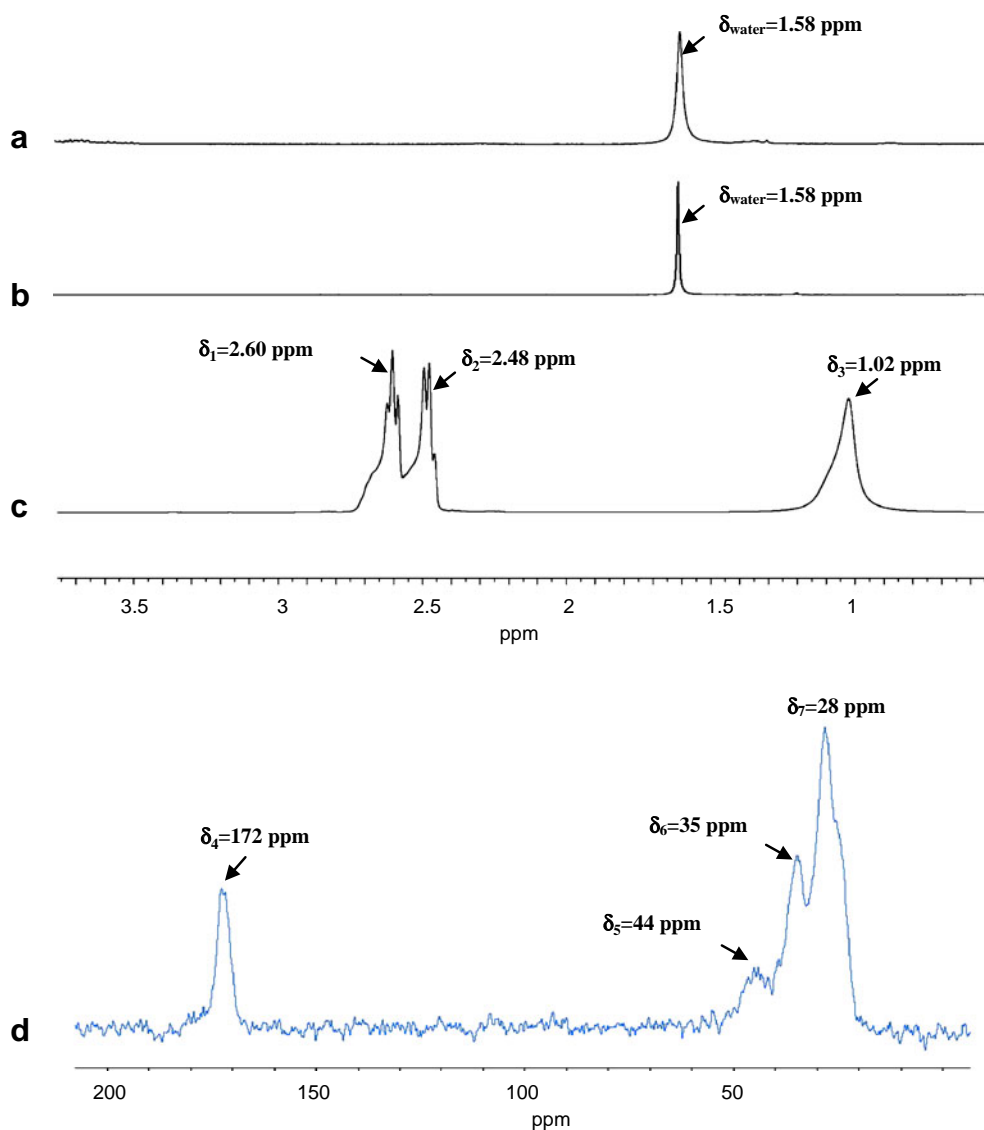 δwater=1.58 ppm
a
δwater=1.58 ppm
b
δ1=2.60 ppm
δ2=2.48 ppm
δ3=1.02 ppm
c
3.5 3 2.5 2 1.5 1
ppm
δ7=28 ppm
δ4=172 ppm
δ6=35 ppm
δ5=44 ppm
d
200 150 100 50
ppm